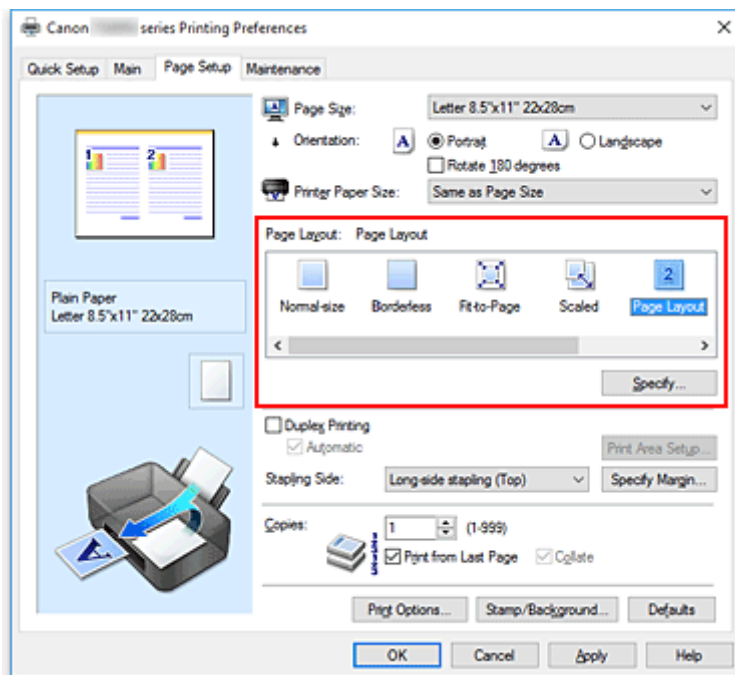 Canon series Printing Preferences
Quick Setup Main Page Setup Maintenance
1 2
Plain Paper
Letter 8.5"x11" 22x28cm
A
Page Size: Letter 8.5"x11" 22x28cm
Orientation: A Portrait A Landscape
Rotate 180 degrees
Printer Paper Size: Same as Page Size
Page Layout: Page Layout
2
Normal-size Borderless Fit-to-Page Scaled Page Layout
Specify...
Duplex Printing
Automatic Print Area Setup...
Stapling Side: Long-side stapling (Top) Specify Margin...
Copies: 1 (1-999)
Print from Last Page Collate
Print Options... Stamp/Background... Defaults
OK Cancel Apply Help